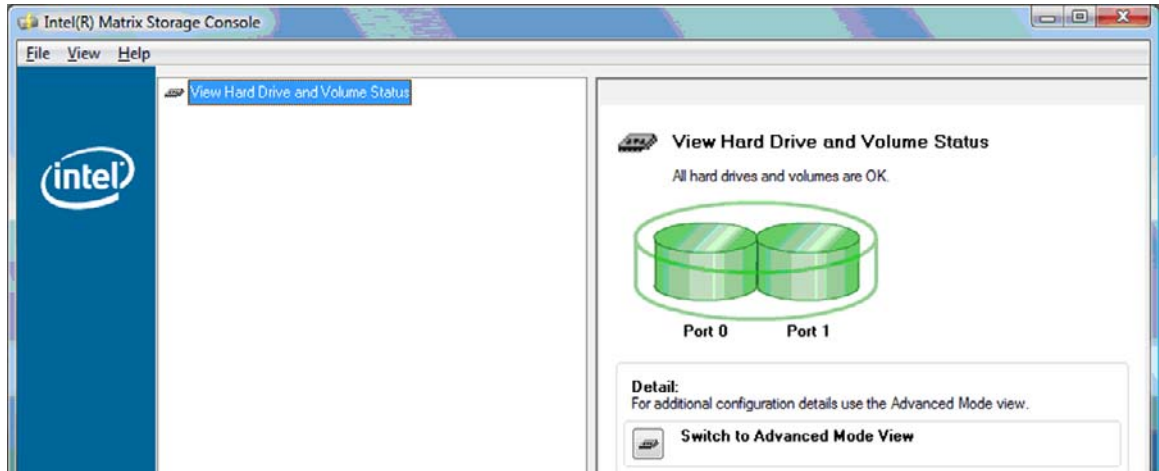 Intel(R) Matrix Storage Console
File View Help
View Hard Drive and Volume Status
intel
View Hard Drive and Volume Status
All hard drives and volumes are OK.
Port 0 Port 1
Detail:
For additional configuration details use the Advanced Mode view.
Switch to Advanced Mode View